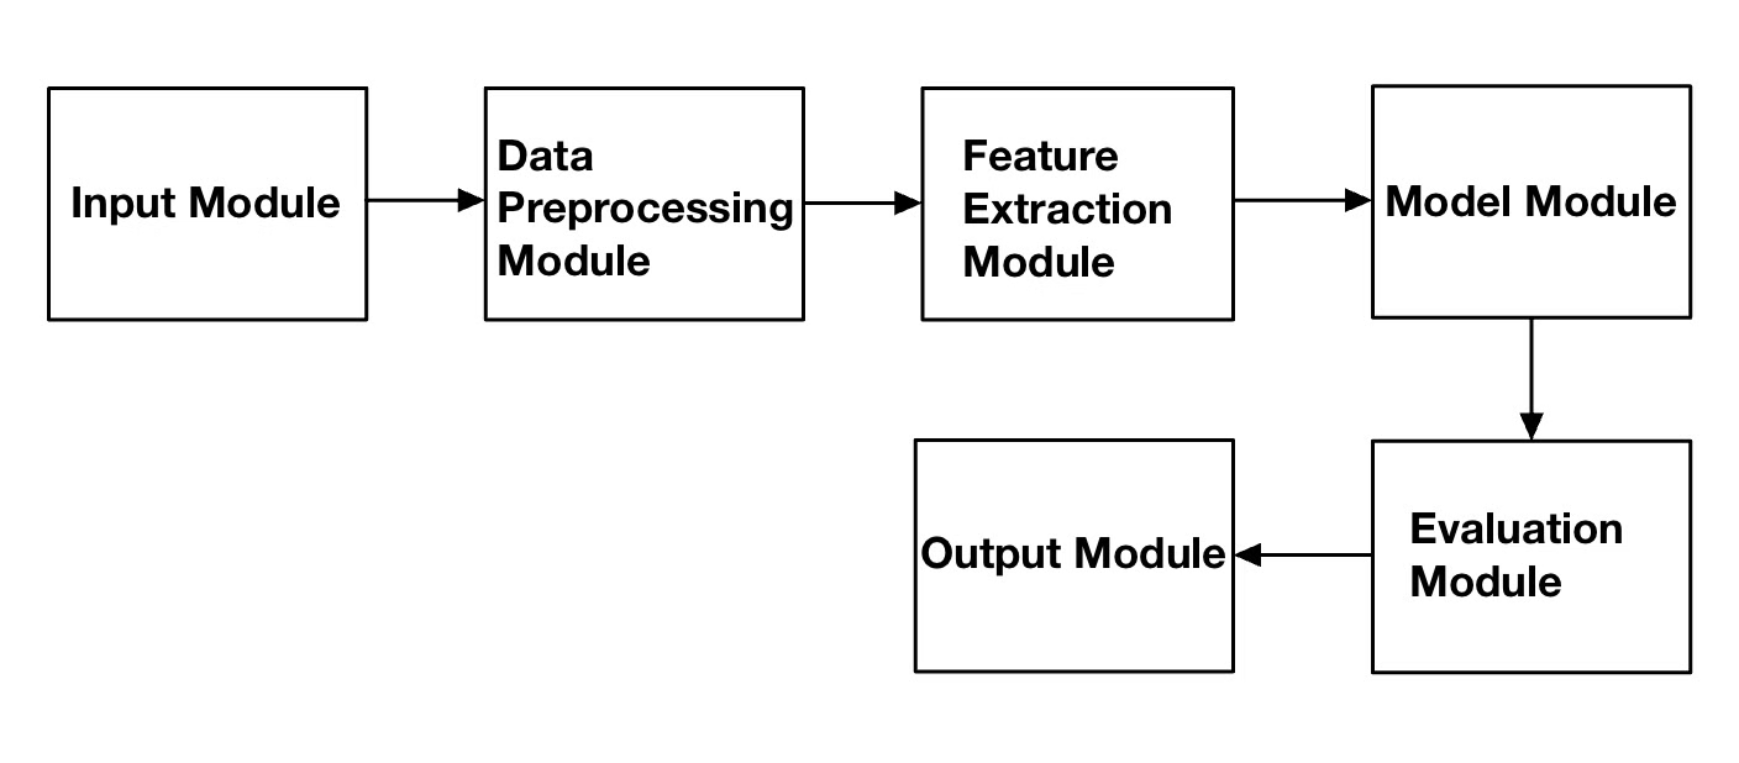 Input Module
Data
Preprocessing
Module
Feature
Extraction
Module
Model Module
Output Module
Evaluation
Module